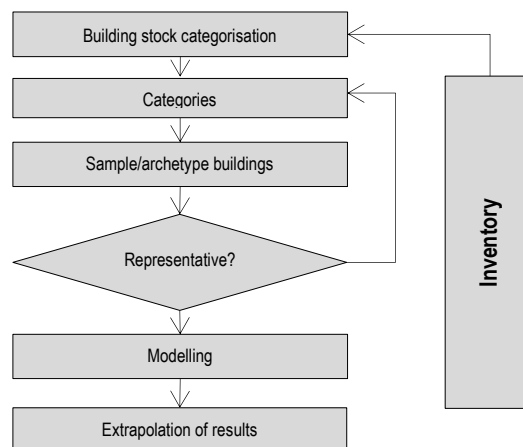 Building stock categorisation
Categories
Sample/archetype buildings
Representative?
Modelling
Extrapolation of results
Inventory